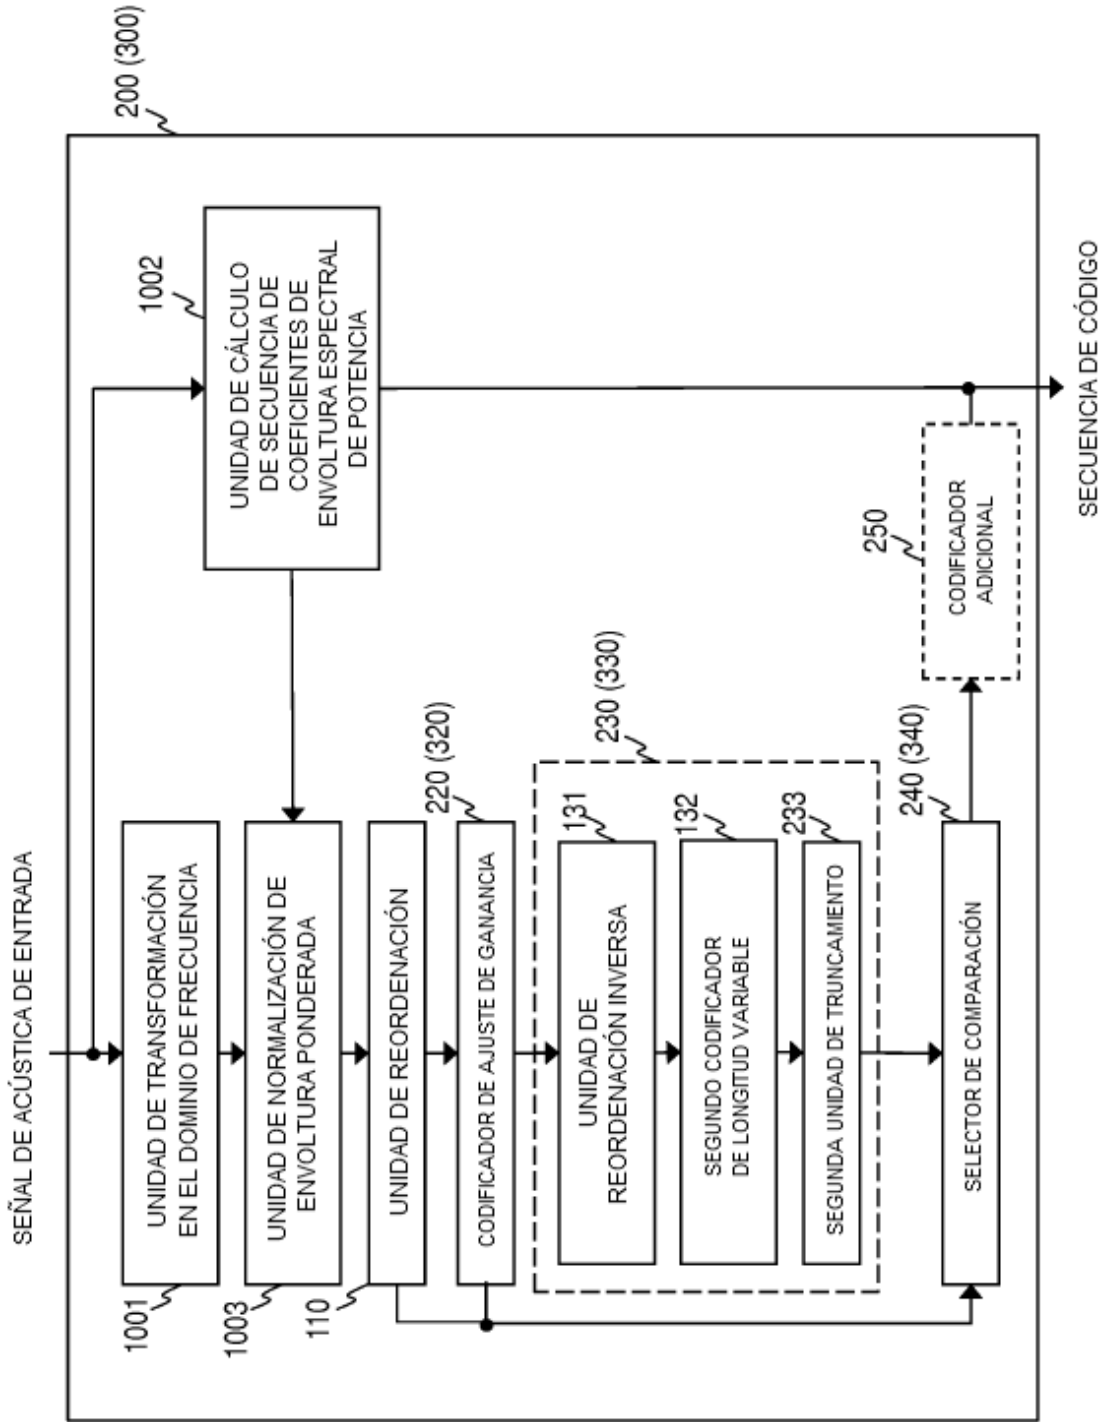 SEÑAL DE ACÚSTICA DE ENTRADA
200 (300)
1001
UNIDAD DE TRANSFORMACIÓN
EN EL DOMINIO DE FRECUENCIA
1002
UNIDAD DE CÁLCULO
DE SECUENCIA DE
COEFICIENTES DE
ENVOLTURA ESPECTRAL
DE POTENCIA
1003
UNIDAD DE NORMALIZACIÓN DE
ENVOLTURA PONDERADA
110
UNIDAD DE REORDENACIÓN
220 (320)
CODIFICADOR DE AJUSTE DE GANANCIA
230 (330)
131
UNIDAD DE
REORDENACIÓN INVERSA
132
SEGUNDO CODIFICADOR
DE LONGITUD VARIABLE
233
SEGUNDA UNIDAD DE TRUNCAMIENTO
240 (340)
SELECTOR DE COMPARACIÓN
250
CODIFICADOR
ADICIONAL
SECUENCIA DE CÓDIGO